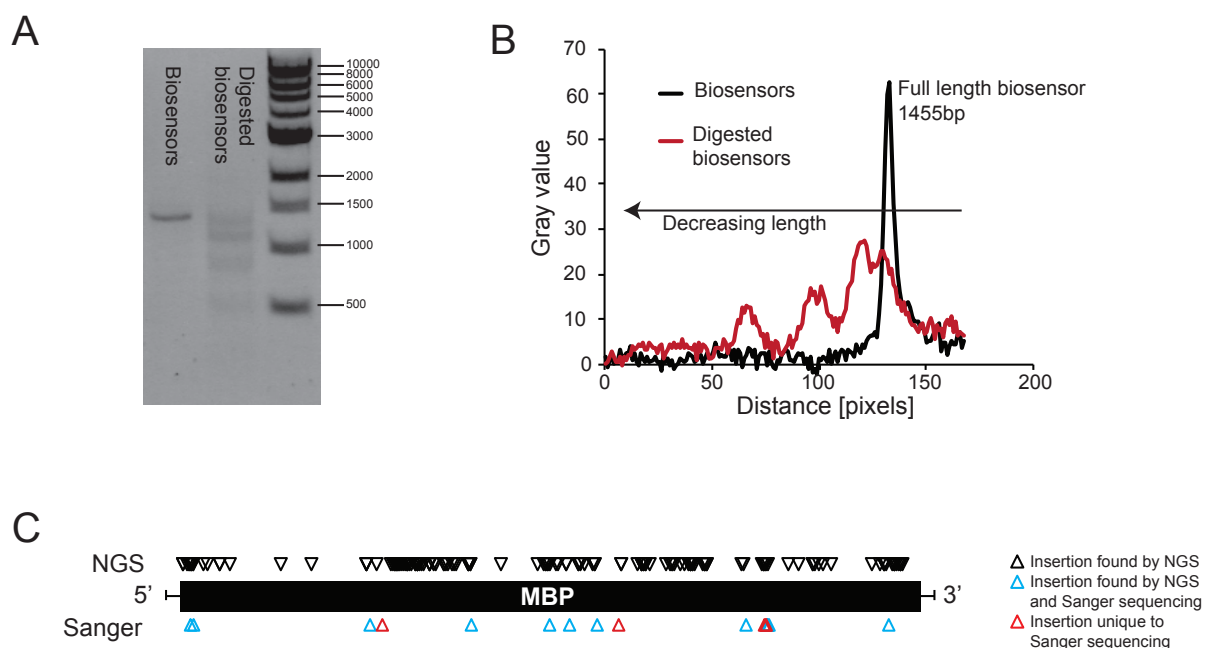 A
Biosensors
Digested
biosensors
10000
8000
6000
5000
4000
3000
2000
1500
1000
500
B
70
60
50
40
30
20
10
0
Gray value
Biosensors
Digested
biosensors
Full length biosensor
1455bp
Decreasing length
0
50
100
150
200
Distance [pixels]
C
NGS
5’
MBP
3’
Sanger
Insertion found by NGS
Insertion found by NGS
and Sanger sequencing
Insertion unique to
Sanger sequencing